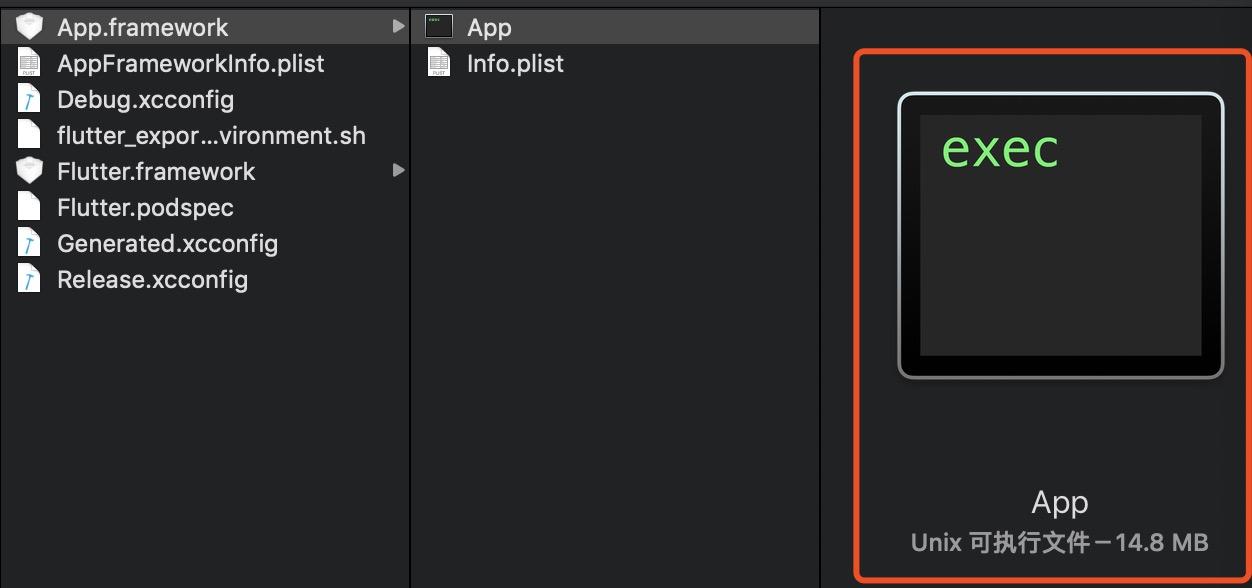 App.framework
AppFrameworkInfo.plist
Debug.xcconfig
flutter_expor...vironment.sh
Flutter.framework
Flutter.podspec
Generated.xcconfig
Release.xcconfig
App
Info.plist
exec
App
Unix 可执行文件 – 14.8 MB